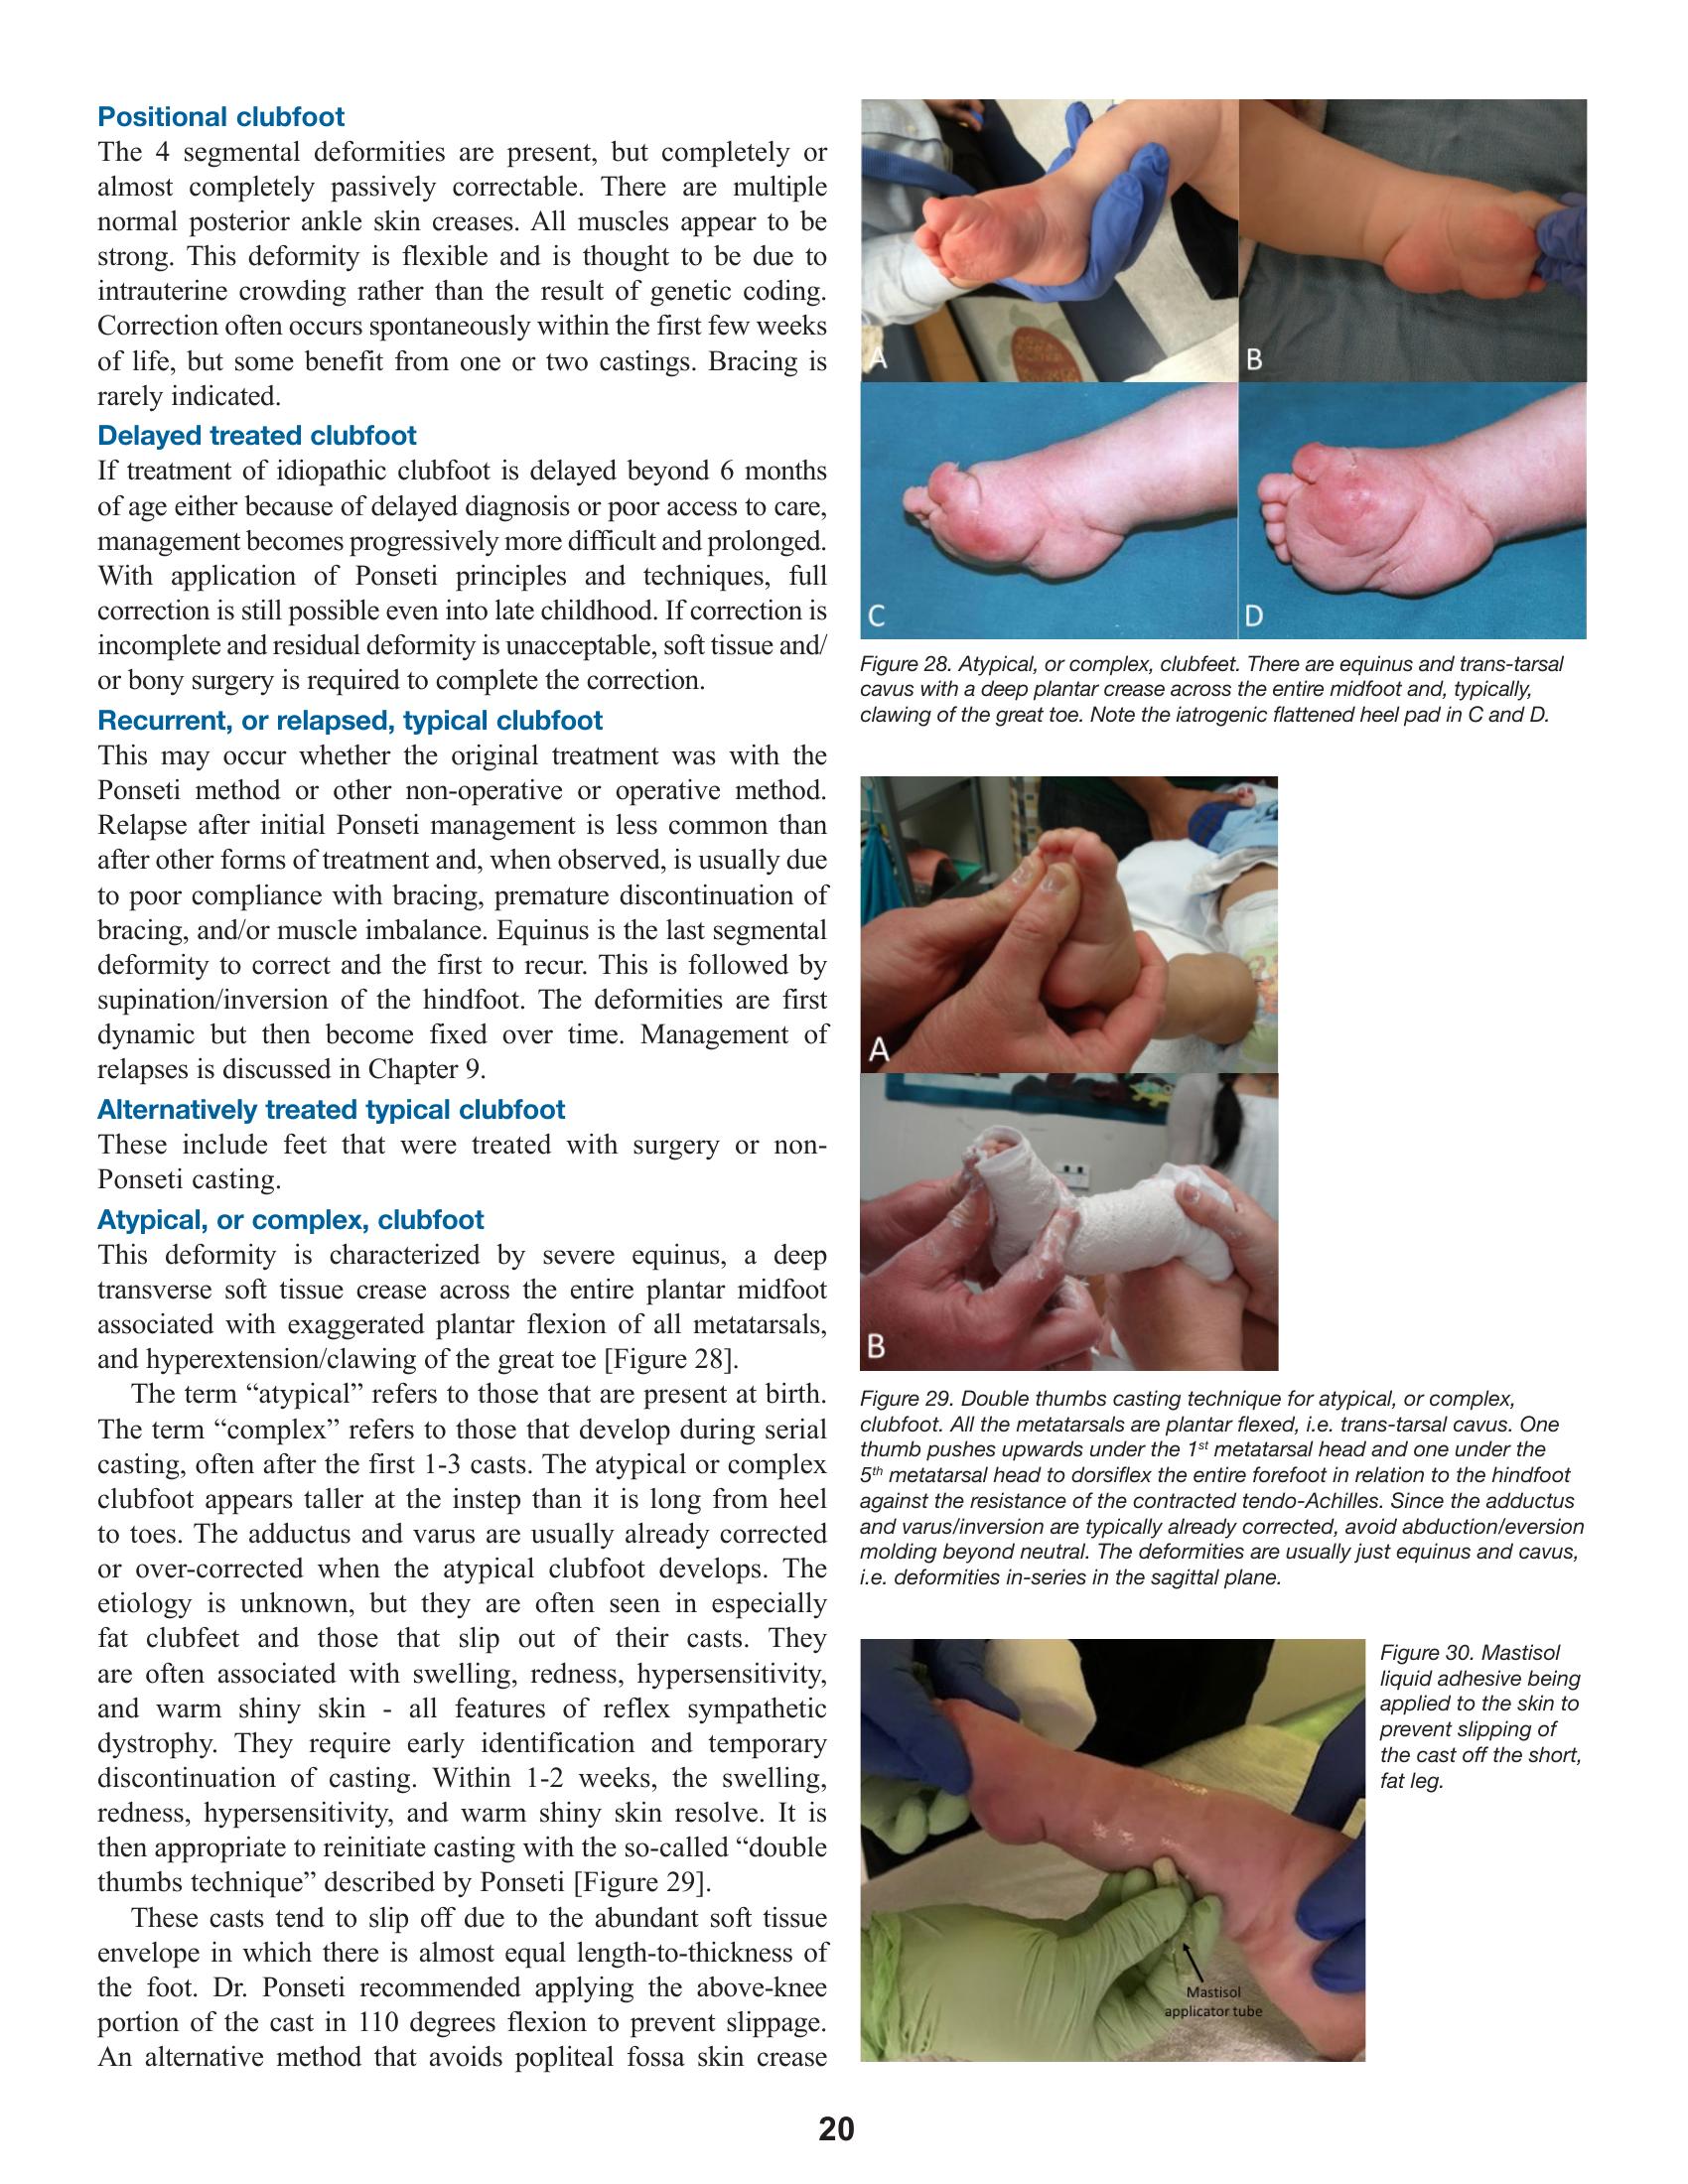 Positional clubfoot
The 4 segmental deformities are present, but completely or
almost completely passively correctable. There are multiple
normal posterior ankle skin creases. All muscles appear to be
strong. This deformity is flexible and is thought to be due to
intrauterine crowding rather than the result of genetic coding.
Correction often occurs spontaneously within the first few weeks
of life, but some benefit from one or two castings. Bracing is
rarely indicated.
Delayed treated clubfoot
If treatment of idiopathic clubfoot is delayed beyond 6 months
of age either because of delayed diagnosis or poor access to care,
management becomes progressively more difficult and prolonged.
With application of Ponseti principles and techniques, full
correction is still possible even into late childhood. If correction is
incomplete and residual deformity is unacceptable, soft tissue and/
or bony surgery is required to complete the correction.
Recurrent, or relapsed, typical clubfoot
This may occur whether the original treatment was with the
Ponseti method or other non-operative or operative method.
Relapse after initial Ponseti management is less common than
after other forms of treatment and, when observed, is usually due
to poor compliance with bracing, premature discontinuation of
bracing, and/or muscle imbalance. Equinus is the last segmental
deformity to correct and the first to recur. This is followed by
supination/inversion of the hindfoot. The deformities are first
dynamic but then become fixed over time. Management of
relapses is discussed in Chapter 9.
Alternatively treated typical clubfoot
These include feet that were treated with surgery or non-
Ponseti casting.
Atypical, or complex, clubfoot
This deformity is characterized by severe equinus, a deep
transverse soft tissue crease across the entire plantar midfoot
associated with exaggerated plantar flexion of all metatarsals,
and hyperextension/clawing of the great toe [Figure 28].
The term “atypical” refers to those that are present at birth.
The term “complex” refers to those that develop during serial
casting, often after the first 1-3 casts. The atypical or complex
clubfoot appears taller at the instep than it is long from heel
to toes. The adductus and varus are usually already corrected
or over-corrected when the atypical clubfoot develops. The
etiology is unknown, but they are often seen in especially
fat clubfeet and those that slip out of their casts. They
are often associated with swelling, redness, hypersensitivity,
and warm shiny skin - all features of reflex sympathetic
dystrophy. They require early identification and temporary
discontinuation of casting. Within 1-2 weeks, the swelling,
redness, hypersensitivity, and warm shiny skin resolve. It is
then appropriate to reinitiate casting with the so-called “double
thumbs technique” described by Ponseti [Figure 29].
These casts tend to slip off due to the abundant soft tissue
envelope in which there is almost equal length-to-thickness of
the foot. Dr. Ponseti recommended applying the above-knee
portion of the cast in 110 degrees flexion to prevent slippage.
An alternative method that avoids popliteal fossa skin crease
A
B
C
D
Figure 28. Atypical, or complex, clubfeet. There are equinus and trans-tarsal
cavus with a deep plantar crease across the entire midfoot and, typically,
clawing of the great toe. Note the iatrogenic flattened heel pad in C and D.
A
B
Figure 29. Double thumbs casting technique for atypical, or complex,
clubfoot. All the metatarsals are plantar flexed, i.e. trans-tarsal cavus. One
thumb pushes upwards under the 1st metatarsal head and one under the
5th metatarsal head to dorsiflex the entire forefoot in relation to the hindfoot
against the resistance of the contracted tendo-Achilles. Since the adductus
and varus/inversion are typically already corrected, avoid abduction/eversion
molding beyond neutral. The deformities are usually just equinus and cavus,
i.e. deformities in-series in the sagittal plane.
Mastisol
applicator tube
Figure 30. Mastisol
liquid adhesive being
applied to the skin to
prevent slipping of
the cast off the short,
fat leg.
20